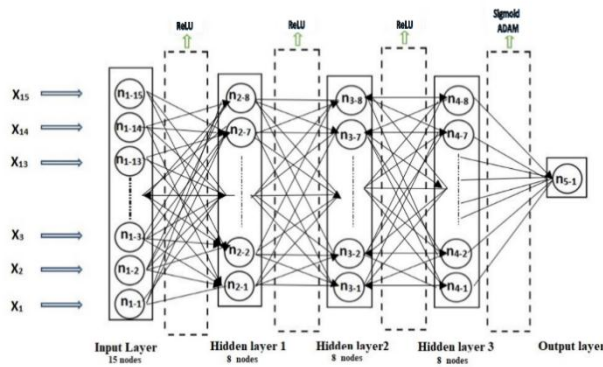 ReLU
ReLU
ReLU
Sigmoid
ADAM
X15
X14
X13
X3
X2
X1
n1-15
n1-14
n1-13
n1-3
n1-2
n1-1
n2-8
n2-7
n2-2
n2-1
n3-8
n3-7
n3-2
n3-1
n4-8
n4-7
n4-2
n4-1
n5-1
Input Layer
15 nodes
Hidden layer 1
8 nodes
Hidden layer2
8 nodes
Hidden layer 3
8 nodes
Output layer